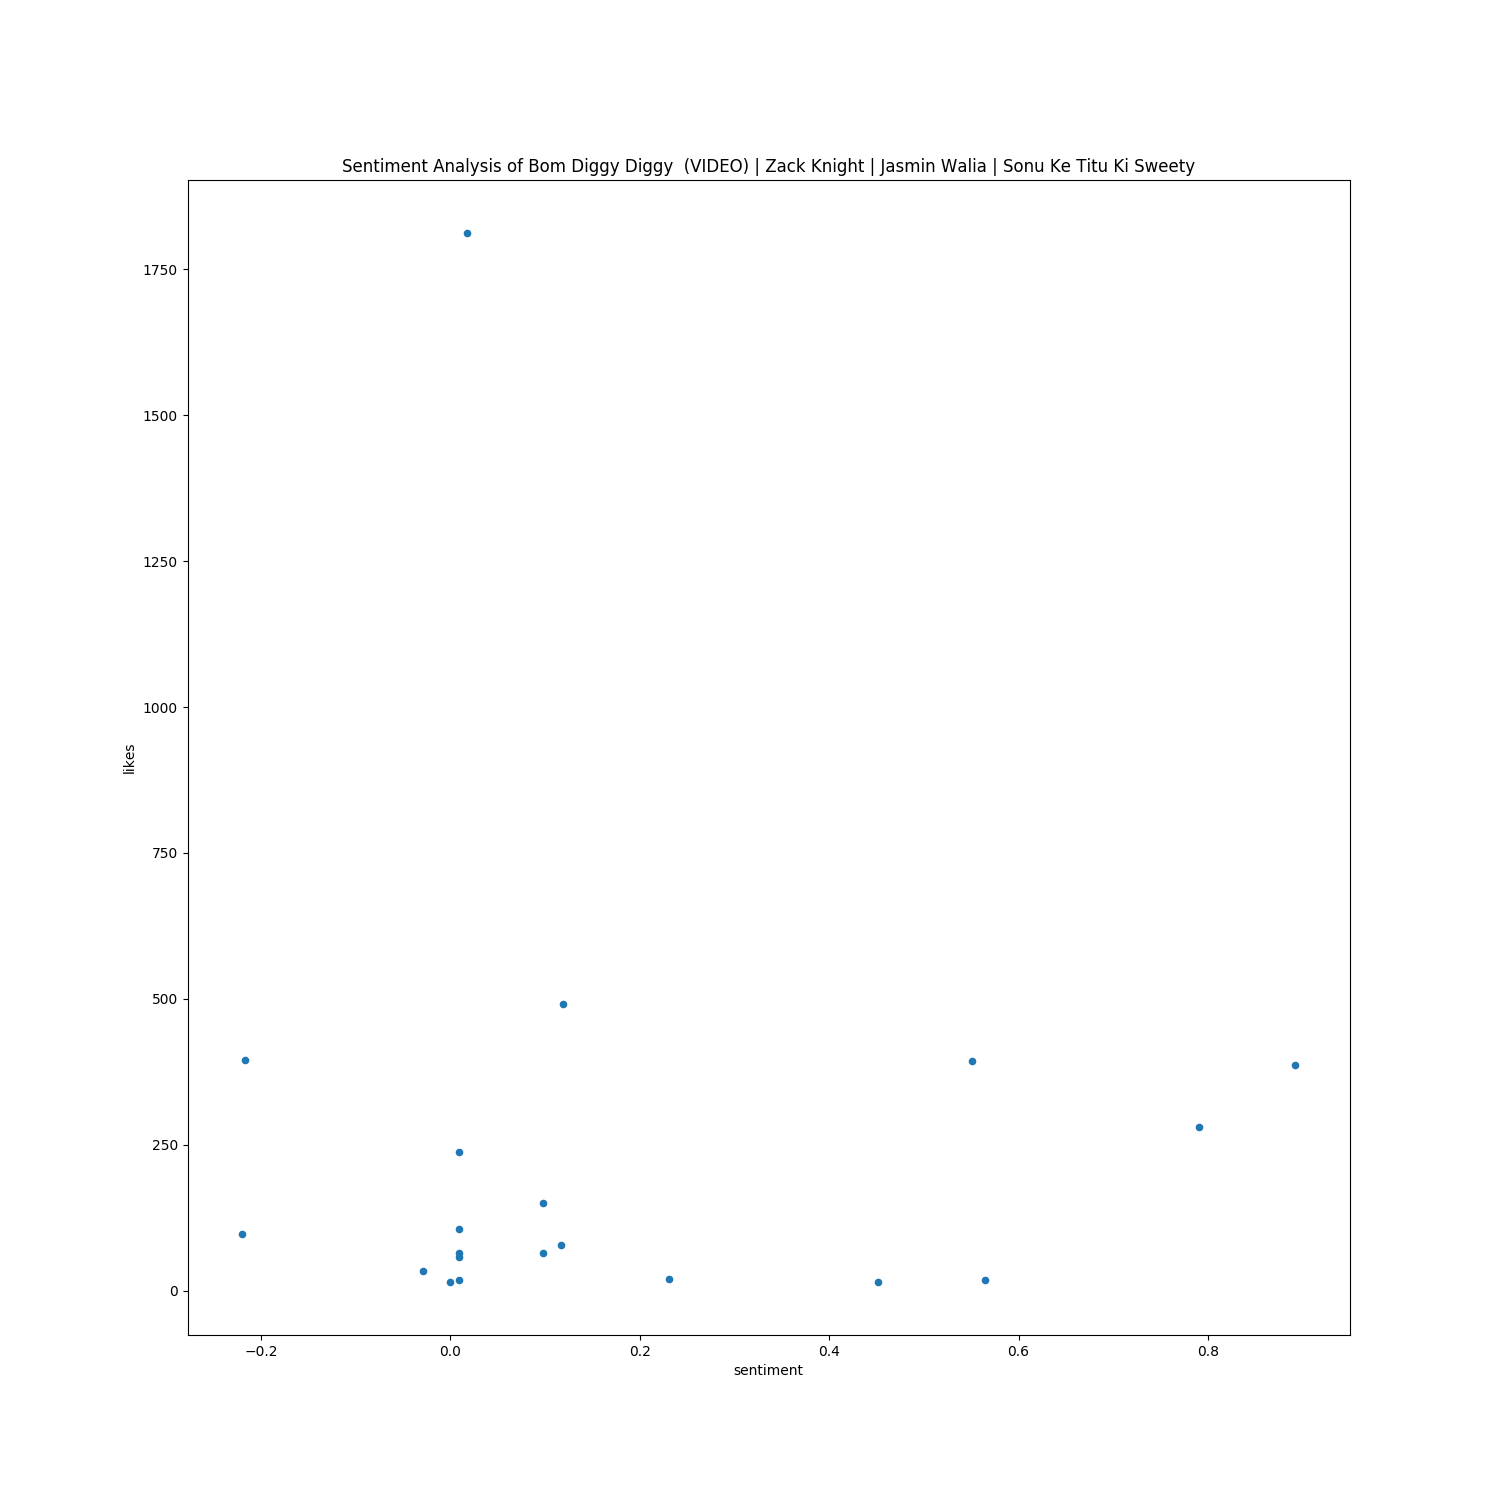 Sentiment Analysis of Bom Diggy Diggy  (VIDEO) | Zack Knight | Jasmin Walia | Sonu Ke Titu Ki Sweety
1750
1500
1250
1000
750
500
250
0
likes
−0.2 0.0 0.2 0.4 0.6 0.8
sentiment